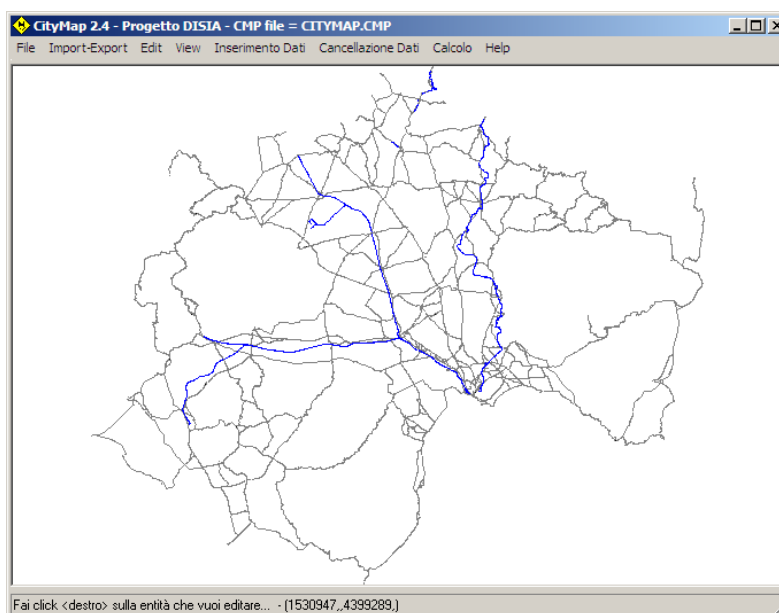 CityMap 2.4 - Progetto DISIA - CMP file = CITYMAP.CMP
File Import-Export Edit View Inserimento Dati Cancellazione Dati Calcolo Help
Fai click <destro> sulla entità che vuoi editare... - (1530947,,4399289,)